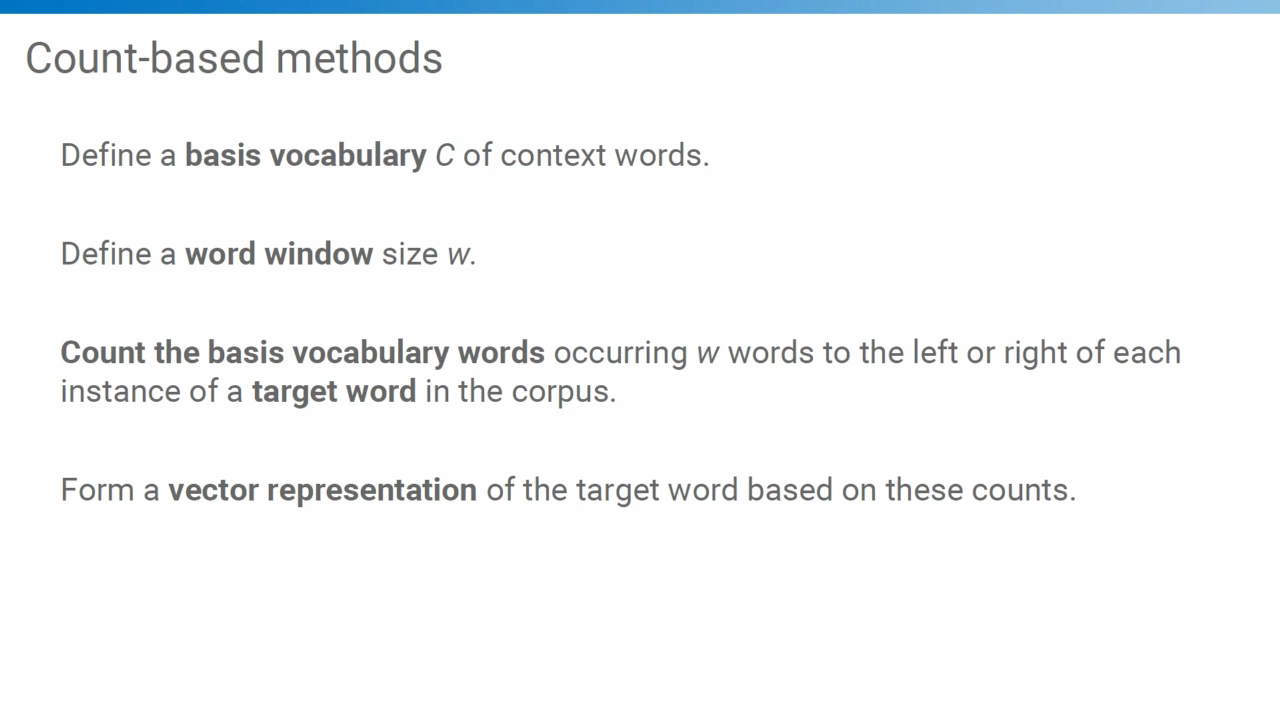 Count-based methods
Define a basis vocabulary C of context words.
Define a word window size w.
Count the basis vocabulary words occurring w words to the left or right of each
instance of a target word in the corpus.
Form a vector representation of the target word based on these counts.